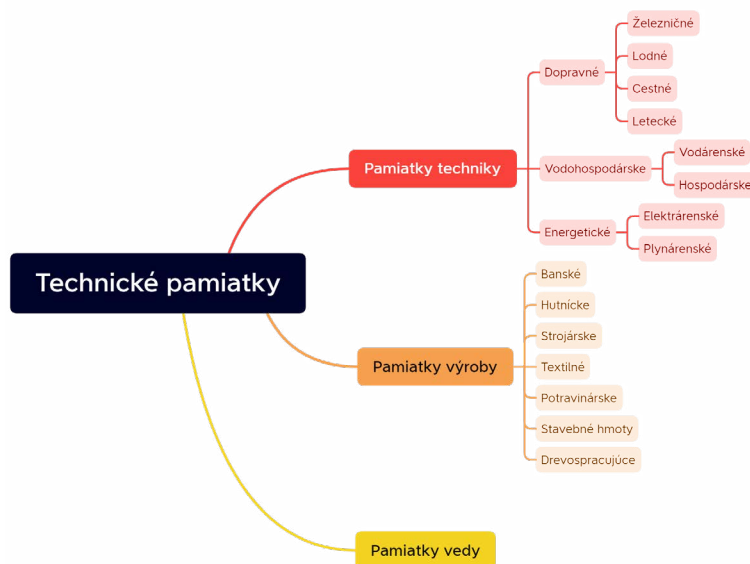 Technické pamiatky
Pamiatky techniky
Dopravné
Železničné
Lodné
Cestné
Letecké
Vodohospodárske
Vodárenské
Hospodárske
Energetické
Elektrárenské
Plynárenské
Pamiatky výroby
Banské
Hutnícke
Strojárske
Textilné
Potravinárske
Stavebné hmoty
Drevospracujúce
Pamiatky vedy